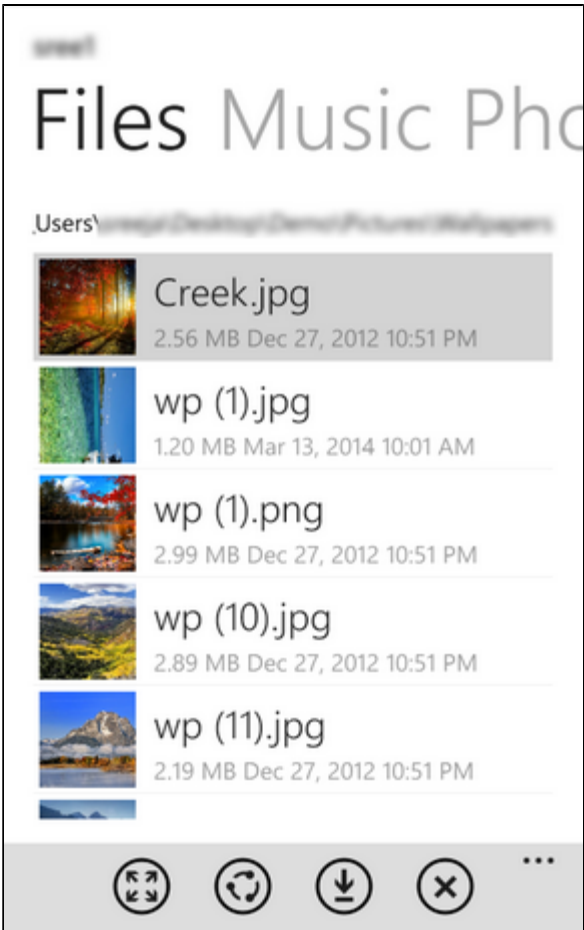 Files Music Pho
Users\
Creek.jpg
2.56 MB Dec 27, 2012 10:51 PM
wp (1).jpg
1.20 MB Mar 13, 2014 10:01 AM
wp (1).png
2.99 MB Dec 27, 2012 10:51 PM
wp (10).jpg
2.89 MB Dec 27, 2012 10:51 PM
wp (11).jpg
2.19 MB Dec 27, 2012 10:51 PM